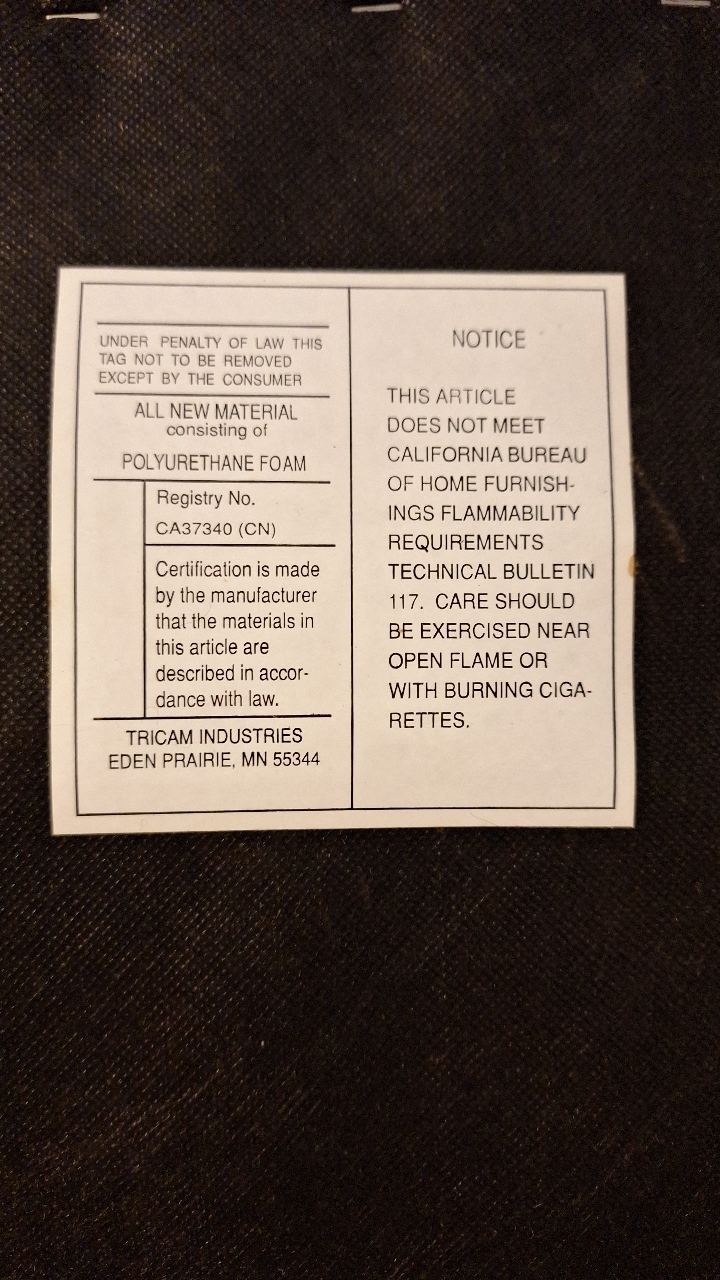 UNDER PENALTY OF LAW THIS
TAG NOT TO BE REMOVED
EXCEPT BY THE CONSUMER
ALL NEW MATERIAL
consisting of
POLYURETHANE FOAM
Registry No.
CA37340 (CN)
Certification is made
by the manufacturer
that the materials in
this article are
described in accor-
dance with law.
TRICAM INDUSTRIES
EDEN PRAIRIE, MN 55344
NOTICE
THIS ARTICLE
DOES NOT MEET
CALIFORNIA BUREAU
OF HOME FURNISH-
INGS FLAMMABILITY
REQUIREMENTS
TECHNICAL BULLETIN
117. CARE SHOULD
BE EXERCISED NEAR
OPEN FLAME OR
WITH BURNING CIGA-
RETTES.